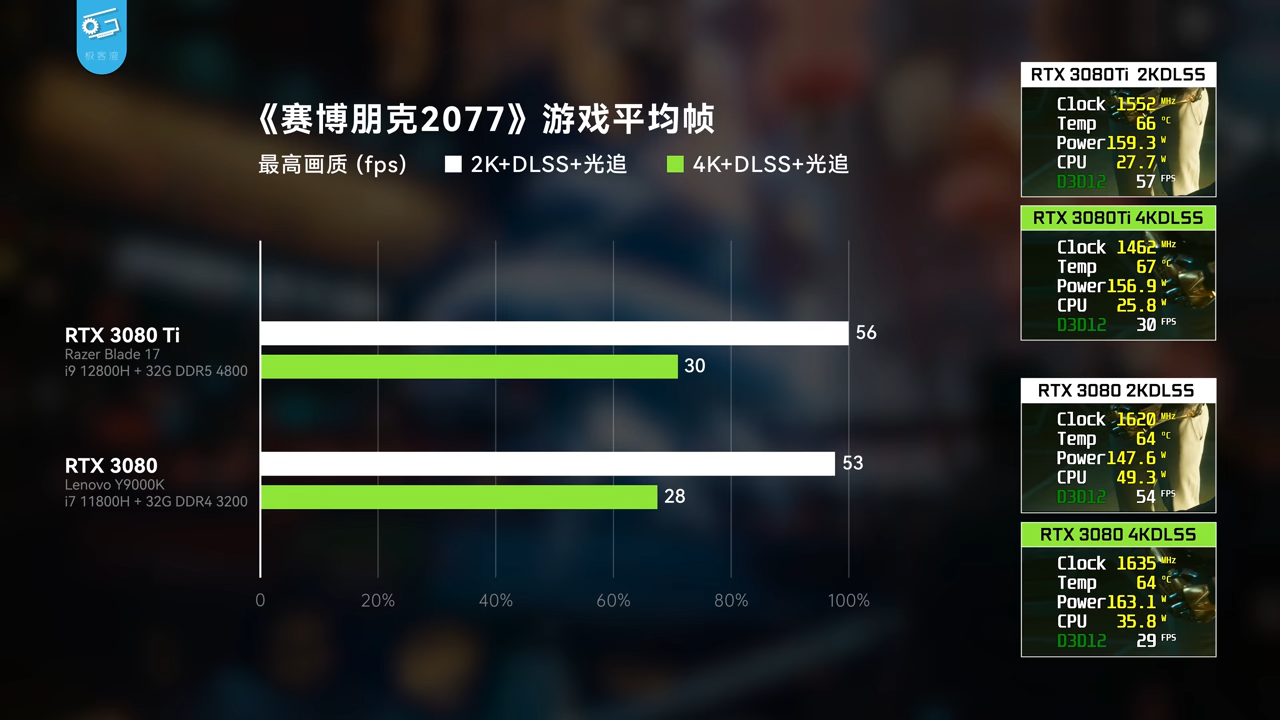 极客湾
《赛博朋克2077》游戏平均帧
最高画质 (fps)
2K+DLSS+光追
4K+DLSS+光追
RTX 3080 Ti
Razer Blade 17
i9 12800H + 32G DDR5 4800
56
30
RTX 3080
Lenovo Y9000K
i7 11800H + 32G DDR4 3200
53
28
0 20% 40% 60% 80% 100%
RTX 3080Ti 2KDLSS
Clock 1552 MHz
Temp 66 °C
Power 159.3 W
CPU 27.7 W
D3D12 57 FPS
RTX 3080Ti 4KDLSS
Clock 1462 MHz
Temp 67 °C
Power 156.9 W
CPU 25.8 W
D3D12 30 FPS
RTX 3080 2KDLSS
Clock 1620 MHz
Temp 64 °C
Power 147.6 W
CPU 49.3 W
D3D12 54 FPS
RTX 3080 4KDLSS
Clock 1635 MHz
Temp 64 °C
Power 163.1 W
CPU 35.8 W
D3D12 29 FPS